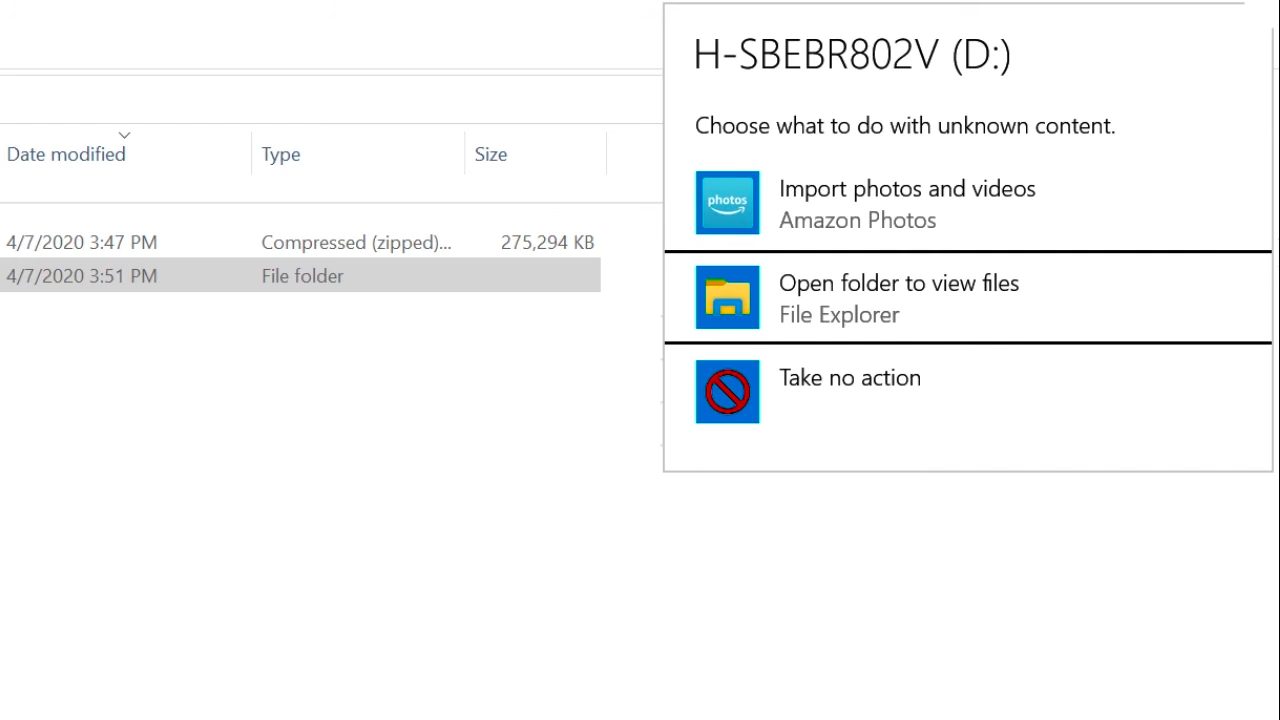 H-SBEBR802V (D:)
Choose what to do with unknown content.
Date modified Type Size
photos
Import photos and videos
Amazon Photos
4/7/2020 3:47 PM Compressed (zipped)... 275,294 KB
4/7/2020 3:51 PM File folder
Open folder to view files
File Explorer
Take no action